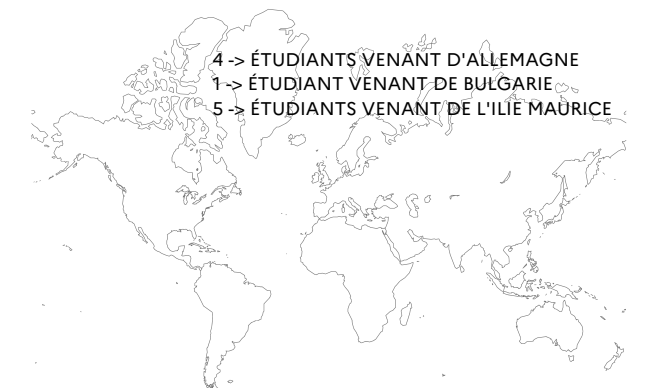 4 -> ÉTUDIANTS VENANT D'ALLEMAGNE
1 -> ÉTUDIANT VENANT DE BULGARIE
5 -> ÉTUDIANTS VENANT DE L'ILIE MAURICE